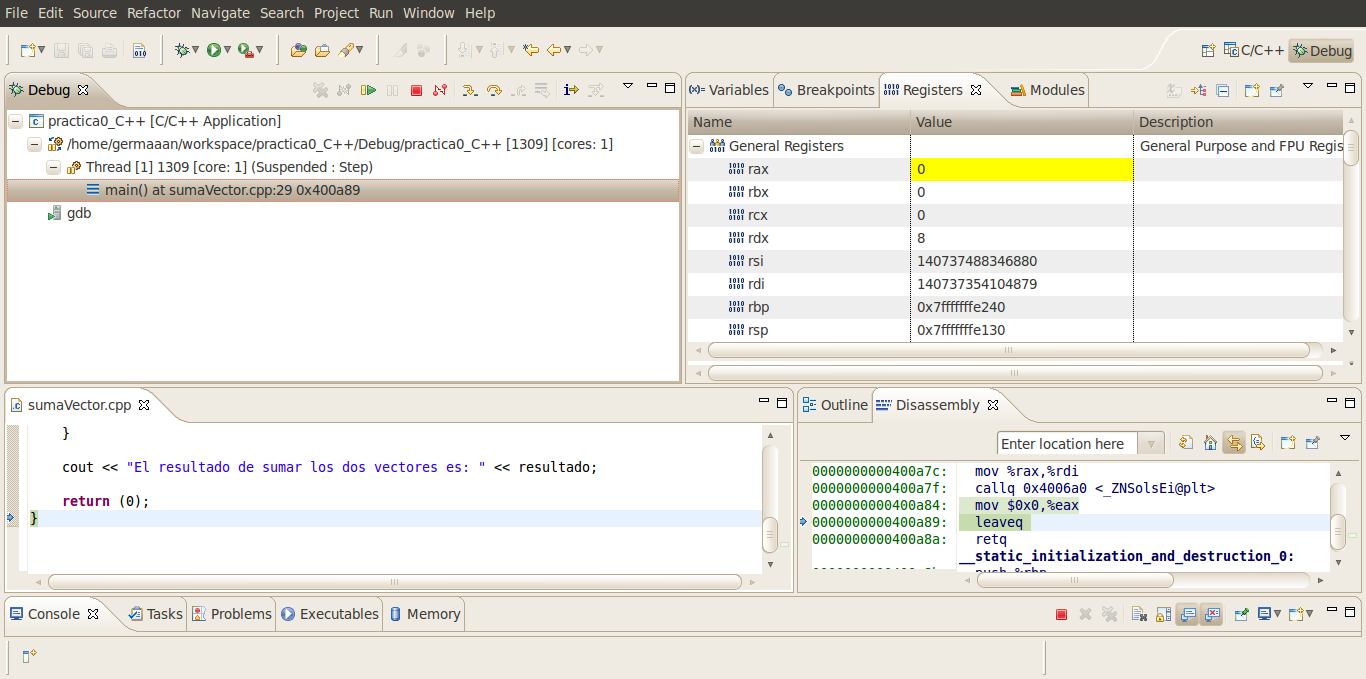 File Edit Source Refactor Navigate Search Project Run Window Help
C/C++ Debug
Debug
practica0_C++ [C/C++ Application]
/home/germaaan/workspace/practica0_C++/Debug/practica0_C++ [1309] [cores: 1]
Thread [1] 1309 [core: 1] (Suspended : Step)
main() at sumaVector.cpp:29 0x400a89
gdb
(x)= Variables Breakpoints Registers Modules
Name Value Description
General Registers General Purpose and FPU Regis
rax 0
rbx 0
rcx 0
rdx 8
rsi 140737488346880
rdi 140737354104879
rbp 0x7fffffffe240
rsp 0x7fffffffe130
sumaVector.cpp
}
cout << "El resultado de sumar los dos vectores es: " << resultado;
return (0);
}
Outline Disassembly
Enter location here
0000000000400a7c: mov %rax,%rdi
0000000000400a7f: callq 0x4006a0 <_ZNSolsEi@plt>
0000000000400a84: mov $0x0,%eax
0000000000400a89: leaveq
0000000000400a8a: retq
__static_initialization_and_destruction_0:
Console Tasks Problems Executables Memory